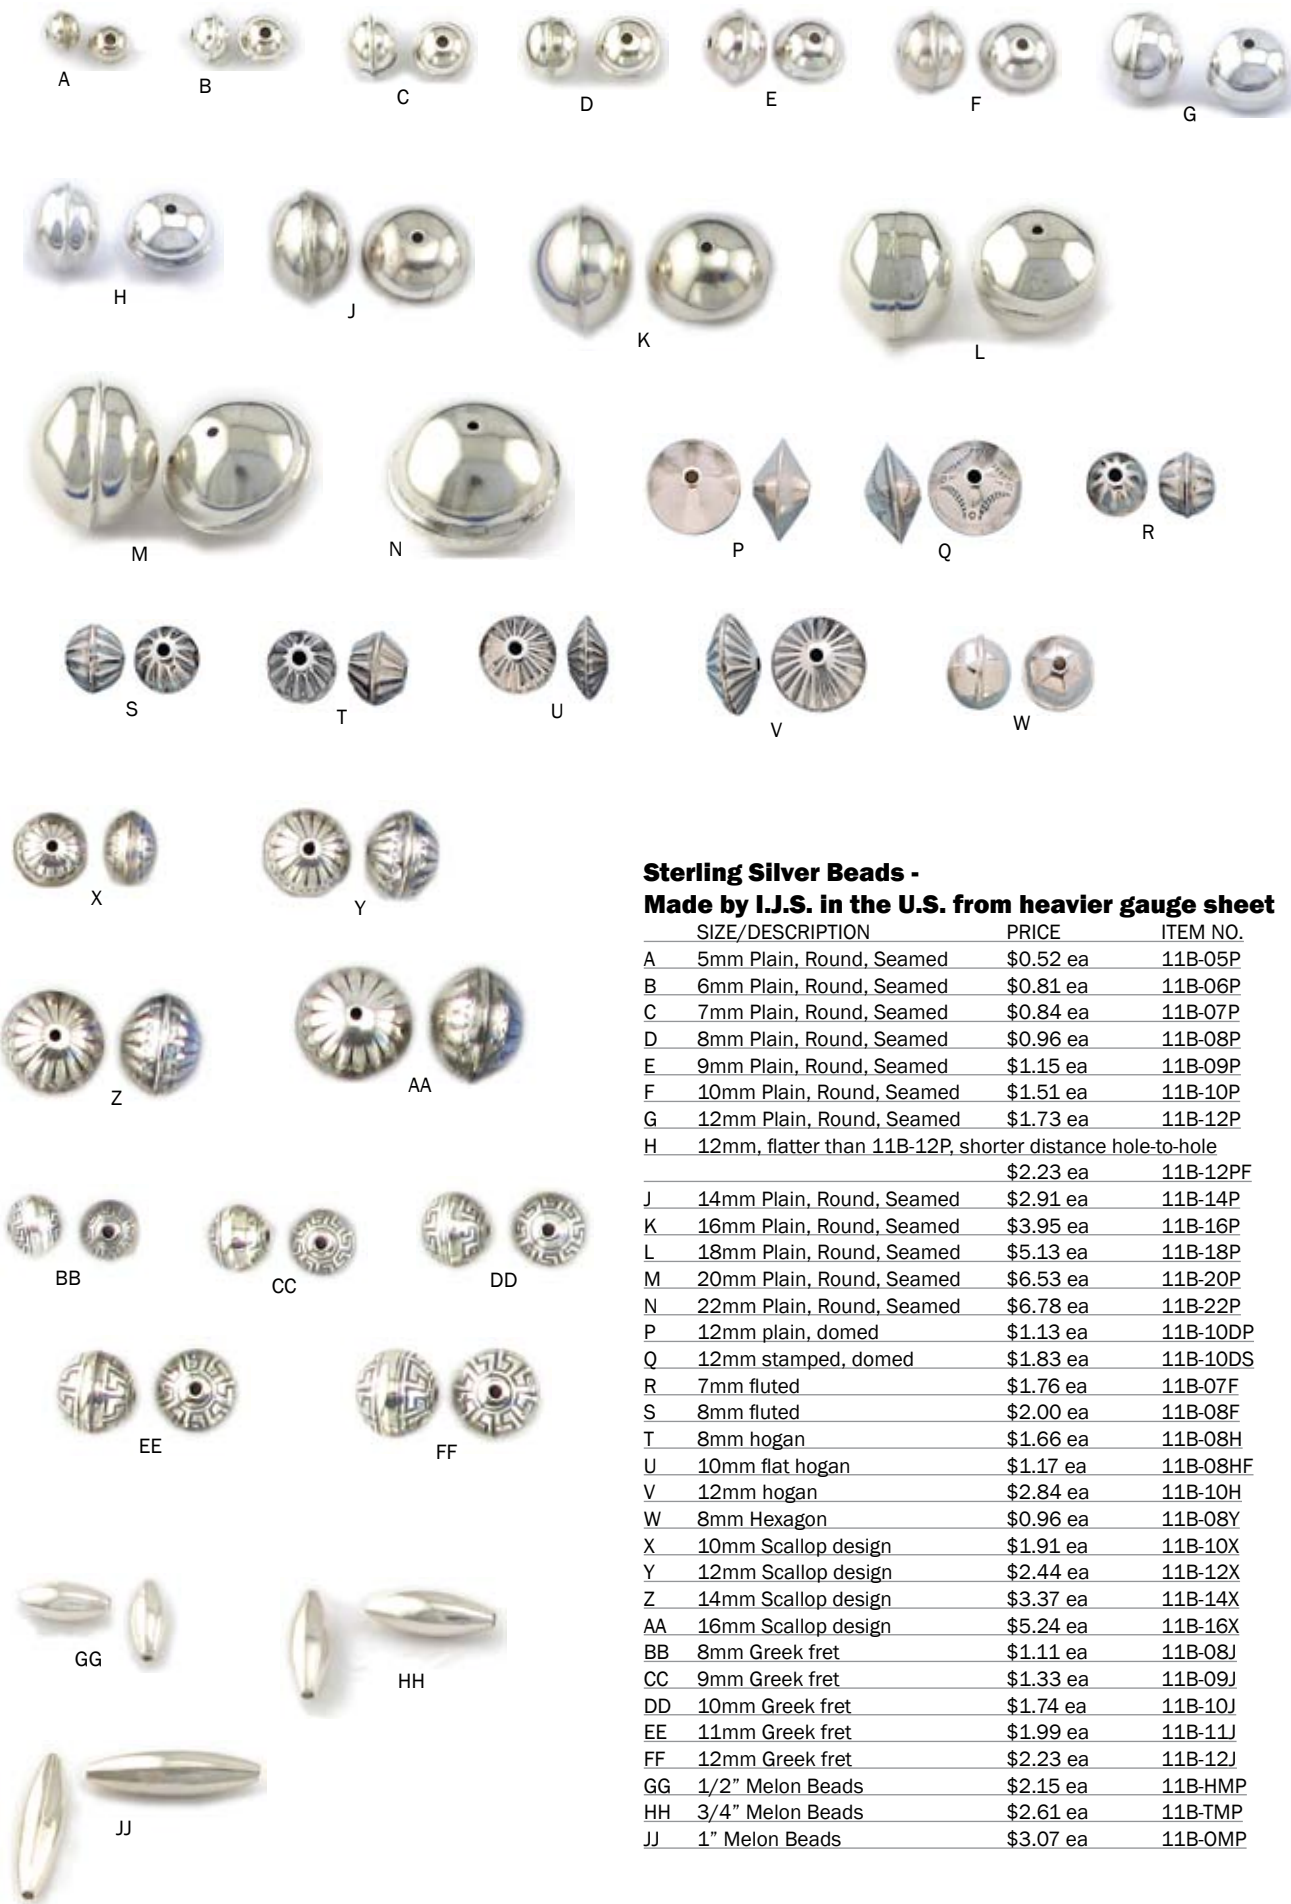 A
B
C
D
E
F
G
H
J
K
L
M
N
P
Q
R
S
T
U
V
W
X
Y
Z
AA
BB
CC
DD
EE
FF
GG
HH
JJ
Sterling Silver Beads -
Made by I.J.S. in the U.S. from heavier gauge sheet
SIZE/DESCRIPTION PRICE ITEM NO.
A 5mm Plain, Round, Seamed $0.52 ea 11B-05P
B 6mm Plain, Round, Seamed $0.81 ea 11B-06P
C 7mm Plain, Round, Seamed $0.84 ea 11B-07P
D 8mm Plain, Round, Seamed $0.96 ea 11B-08P
E 9mm Plain, Round, Seamed $1.15 ea 11B-09P
F 10mm Plain, Round, Seamed $1.51 ea 11B-10P
G 12mm Plain, Round, Seamed $1.73 ea 11B-12P
H 12mm, flatter than 11B-12P, shorter distance hole-to-hole
$2.23 ea 11B-12PF
J 14mm Plain, Round, Seamed $2.91 ea 11B-14P
K 16mm Plain, Round, Seamed $3.95 ea 11B-16P
L 18mm Plain, Round, Seamed $5.13 ea 11B-18P
M 20mm Plain, Round, Seamed $6.53 ea 11B-20P
N 22mm Plain, Round, Seamed $6.78 ea 11B-22P
P 12mm plain, domed $1.13 ea 11B-10DP
Q 12mm stamped, domed $1.83 ea 11B-10DS
R 7mm fluted $1.76 ea 11B-07F
S 8mm fluted $2.00 ea 11B-08F
T 8mm hogan $1.66 ea 11B-08H
U 10mm flat hogan $1.17 ea 11B-08HF
V 12mm hogan $2.84 ea 11B-10H
W 8mm Hexagon $0.96 ea 11B-08Y
X 10mm Scallop design $1.91 ea 11B-10X
Y 12mm Scallop design $2.44 ea 11B-12X
Z 14mm Scallop design $3.37 ea 11B-14X
AA 16mm Scallop design $5.24 ea 11B-16X
BB 8mm Greek fret $1.11 ea 11B-08J
CC 9mm Greek fret $1.33 ea 11B-09J
DD 10mm Greek fret $1.74 ea 11B-10J
EE 11mm Greek fret $1.99 ea 11B-11J
FF 12mm Greek fret $2.23 ea 11B-12J
GG 1/2” Melon Beads $2.15 ea 11B-HMP
HH 3/4” Melon Beads $2.61 ea 11B-TMP
JJ 1” Melon Beads $3.07 ea 11B-OMP